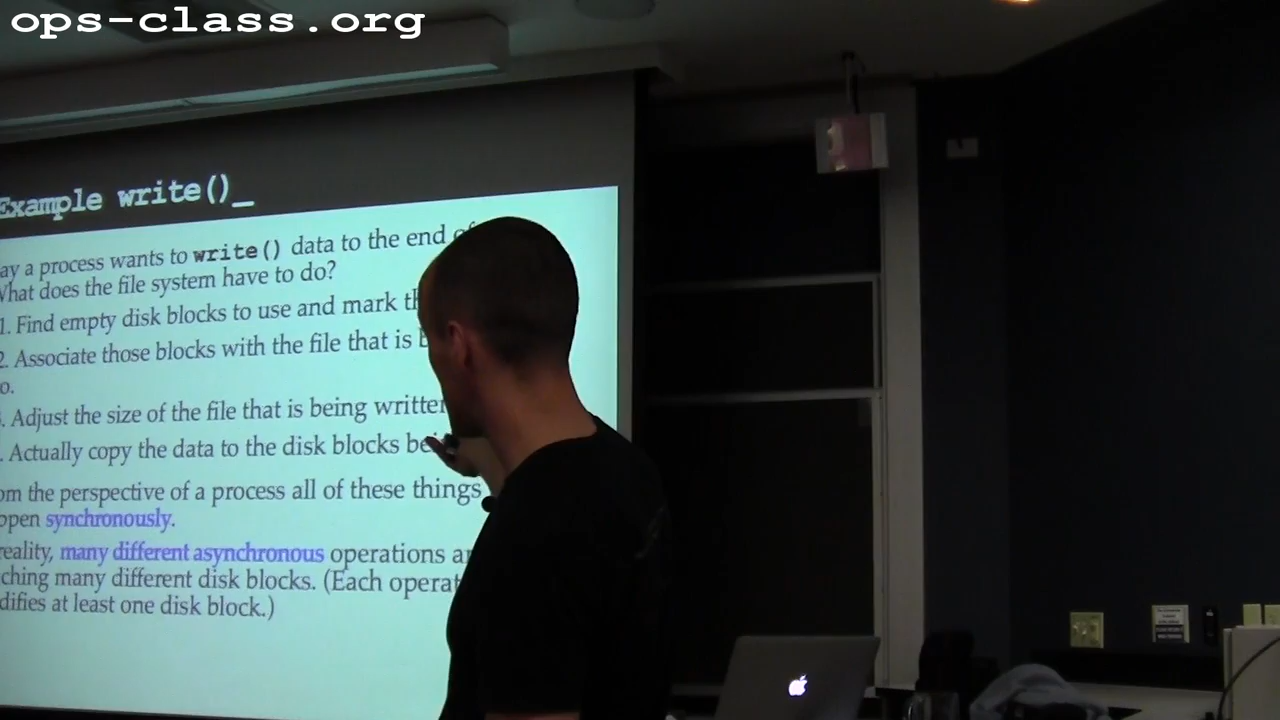 ops-class.org
Example write()_
ay a process wants to write() data to the end of
What does the file system have to do?
1. Find empty disk blocks to use and mark th
2. Associate those blocks with the file that is b
o.
. Adjust the size of the file that is being written
. Actually copy the data to the disk blocks bei
om the perspective of a process all of these things
ppen synchronously.
reality, many different asynchronous operations ar
ching many different disk blocks. (Each operat
difies at least one disk block.)